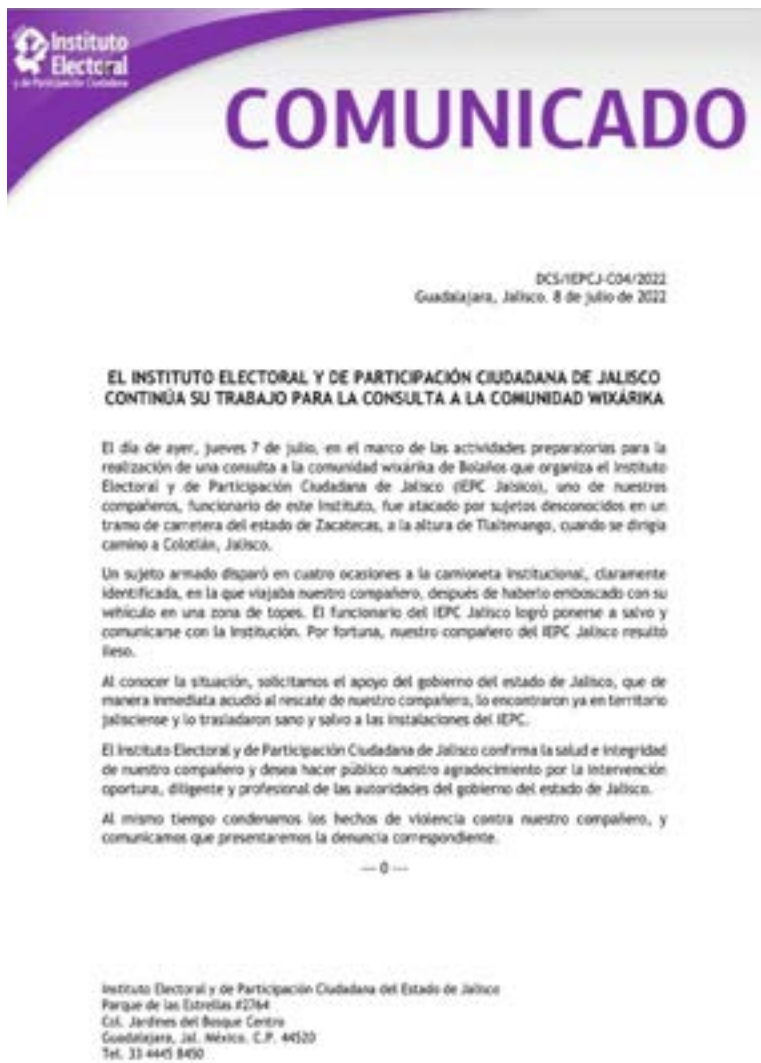 Instituto
Electoral
y de Participación Ciudadana
COMUNICADO
DCS/IEPCJ-C04/2022
Guadalajara, Jalisco. 8 de julio de 2022
EL INSTITUTO ELECTORAL Y DE PARTICIPACIÓN CIUDADANA DE JALISCO
CONTINÚA SU TRABAJO PARA LA CONSULTA A LA COMUNIDAD WIXÁRIKA
El día de ayer, jueves 7 de julio, en el marco de las actividades preparatorias para la
realización de una consulta a la comunidad wixárika de Bolaños que organiza el Instituto
Electoral y de Participación Ciudadana de Jalisco (IEPC Jalsico), uno de nuestros
compañeros, funcionario de este Instituto, fue atacado por sujetos desconocidos en un
tramo de carretera del estado de Zacatecas, a la altura de Tlaltenango, cuando se dirigía
camino a Colotlán, Jalisco.
Un sujeto armado disparó en cuatro ocasiones a la camioneta institucional, claramente
identificada, en la que viajaba nuestro compañero, después de haberlo emboscado con su
vehículo en una zona de topes. El funcionario del IEPC Jalisco logró ponerse a salvo y
comunicarse con la Institución. Por fortuna, nuestro compañero del IEPC Jalisco resultó
ileso.
Al conocer la situación, solicitamos el apoyo del gobierno del estado de Jalisco, que de
manera inmediata acudió al rescate de nuestro compañero, lo encontraron ya en territorio
jalisciense y lo trasladaron sano y salvo a las instalaciones del IEPC.
El Instituto Electoral y de Participación Ciudadana de Jalisco confirma la salud e integridad
de nuestro compañero y desea hacer público nuestro agradecimiento por la intervención
oportuna, diligente y profesional de las autoridades del gobierno del estado de Jalisco.
Al mismo tiempo condenamos los hechos de violencia contra nuestro compañero, y
comunicamos que presentaremos la denuncia correspondiente.
--- 0 ---
Instituto Electoral y de Participación Ciudadana del Estado de Jalisco
Parque de las Estrellas #2764
Col. Jardines del Bosque Centro
Guadalajara, Jal. México. C.P. 44520
Tel. 33 4445 8450